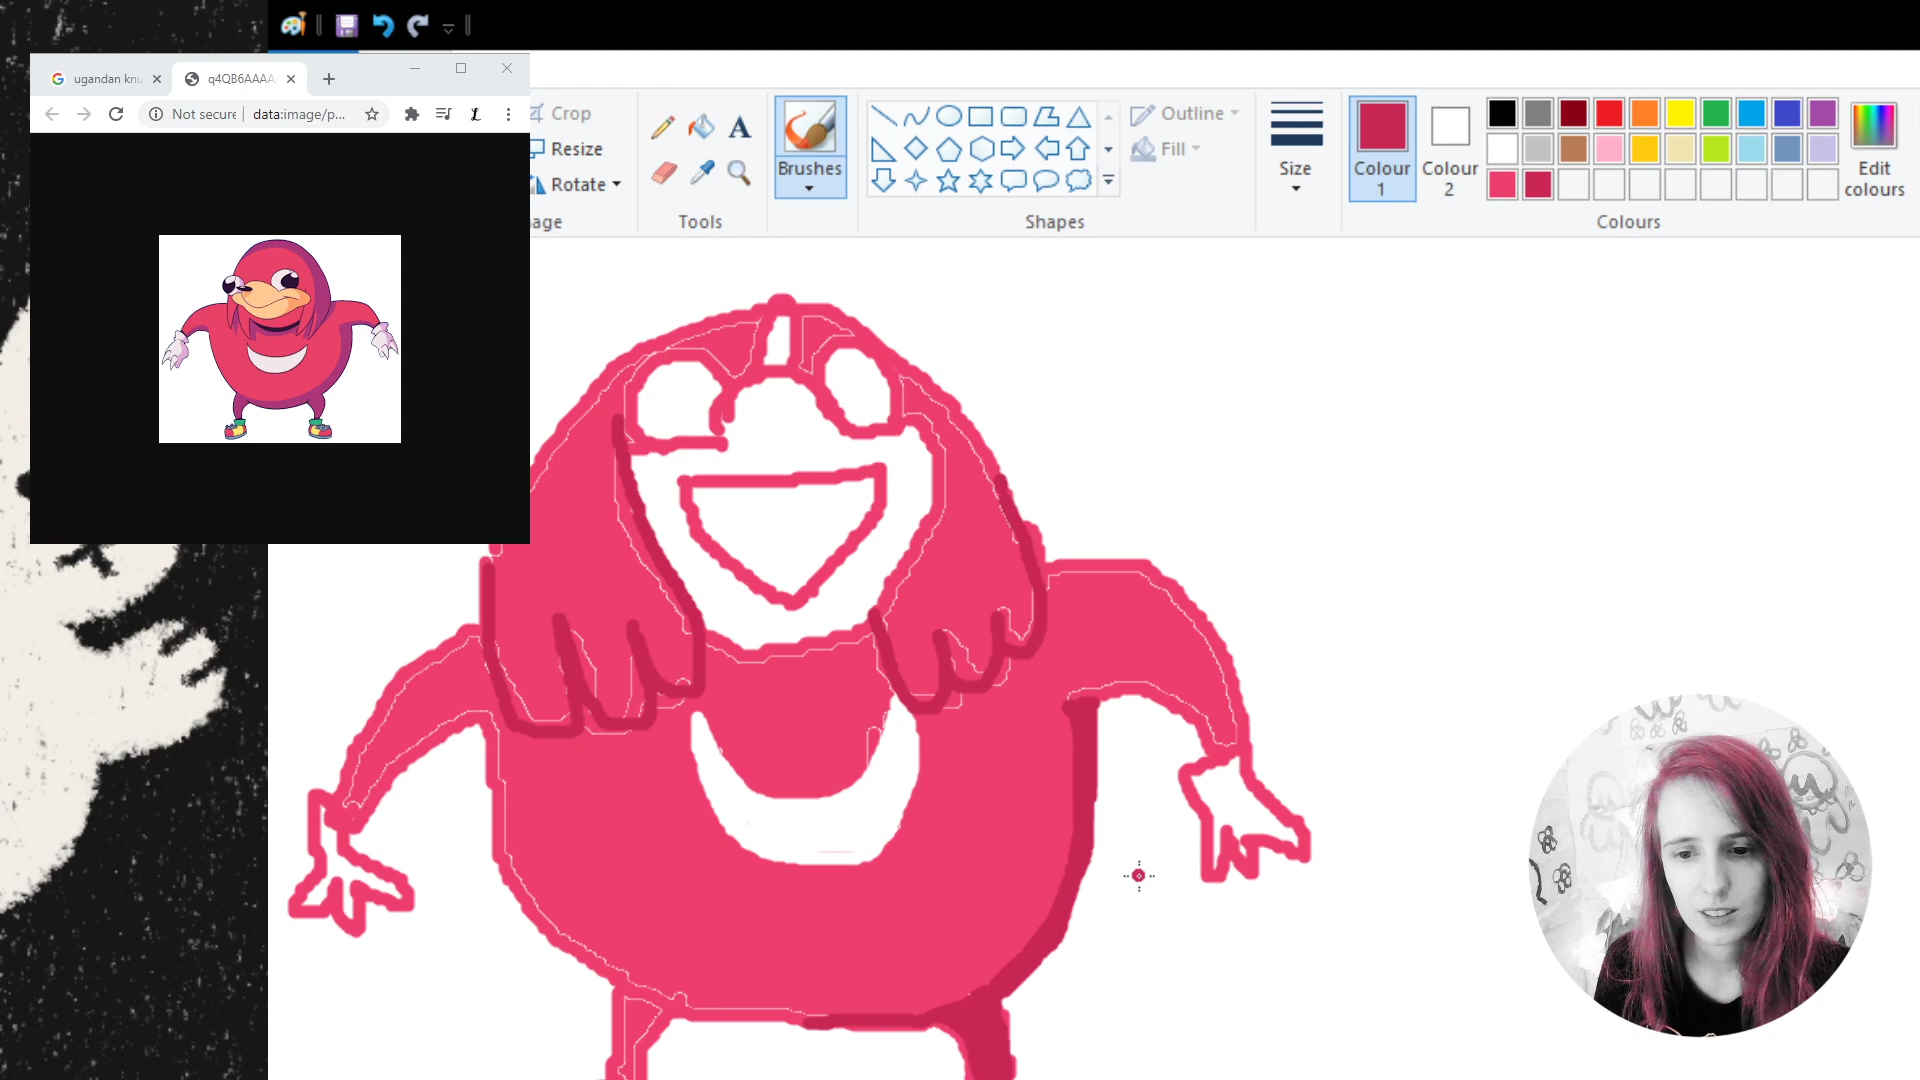 ugandan knu
q4QB6AAAA
Not secure
data:image/p...
Crop
Resize
Rotate
age
Tools
Brushes
Shapes
Outline
Fill
Size
Colour
1
Colour
2
Edit
colours
Colours